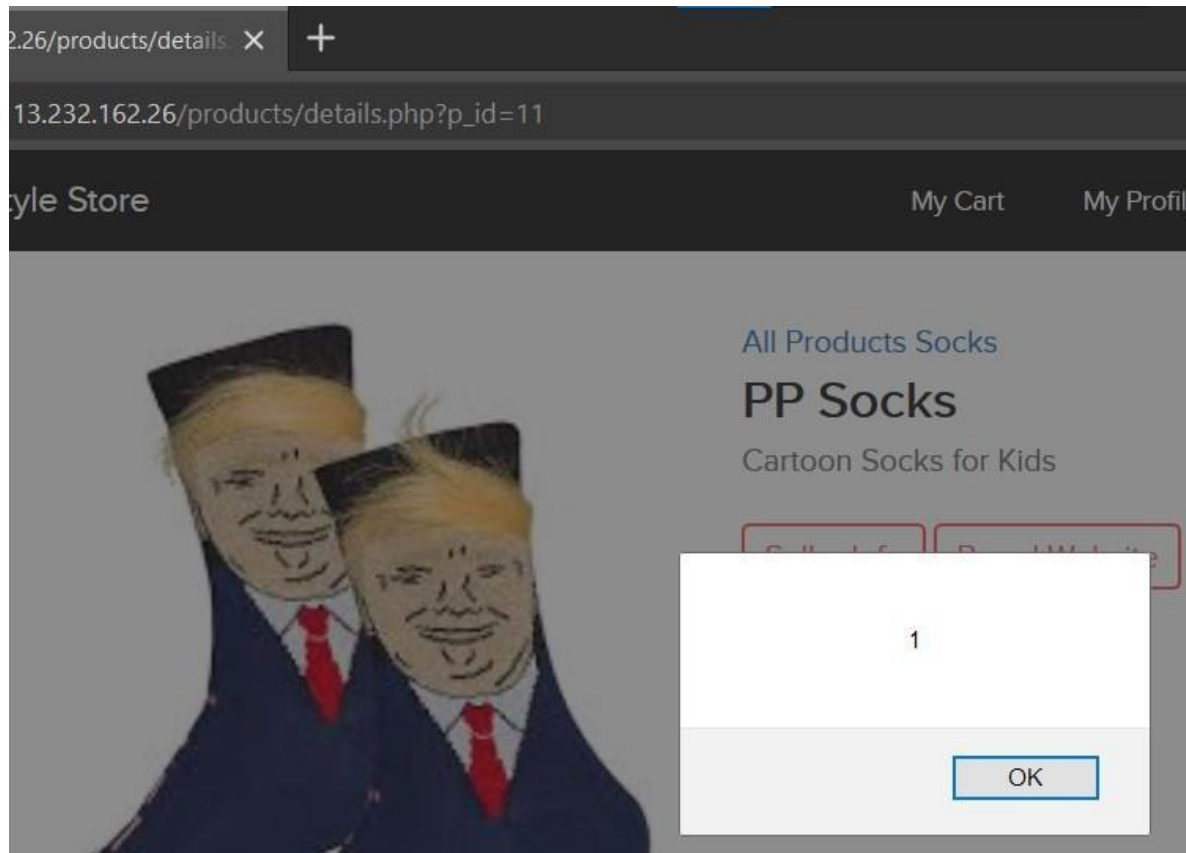 2.26/products/details
13.232.162.26/products/details.php?p_id=11
tyle Store
My Cart
My Profil
All Products Socks
PP Socks
Cartoon Socks for Kids
1
OK